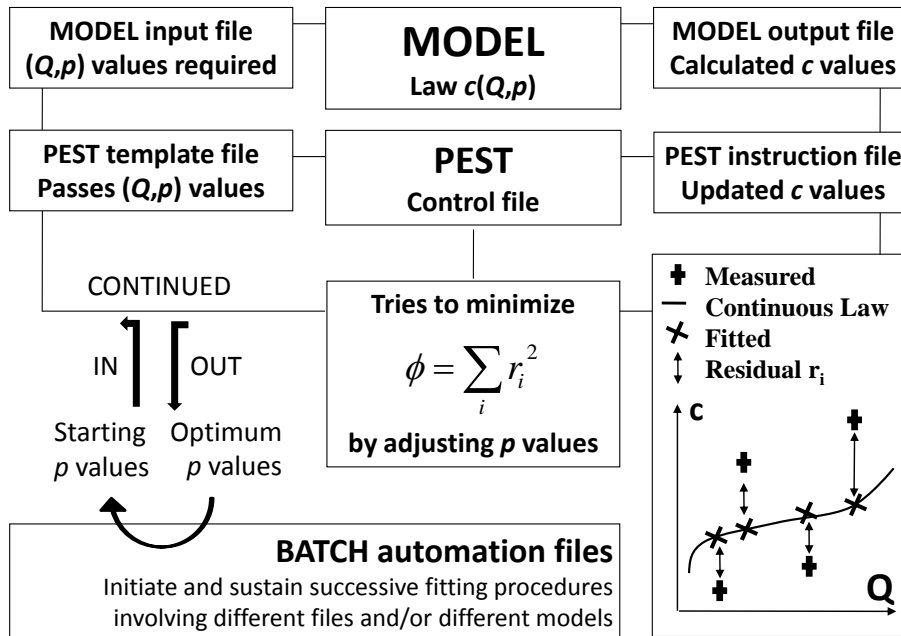 MODEL input file
(Q,p) values required
MODEL
Law c(Q,p)
MODEL output file
Calculated c values
PEST template file
Passes (Q,p) values
PEST
Control file
PEST instruction file
Updated c values
CONTINUED
IN
OUT
Starting
p values
Optimum
p values
Tries to minimize
ϕ = ∑ r_i^2
i
by adjusting p values
Measured
Continuous Law
Fitted
Residual r_i
c
Q
BATCH automation files
Initiate and sustain successive fitting procedures
involving different files and/or different models